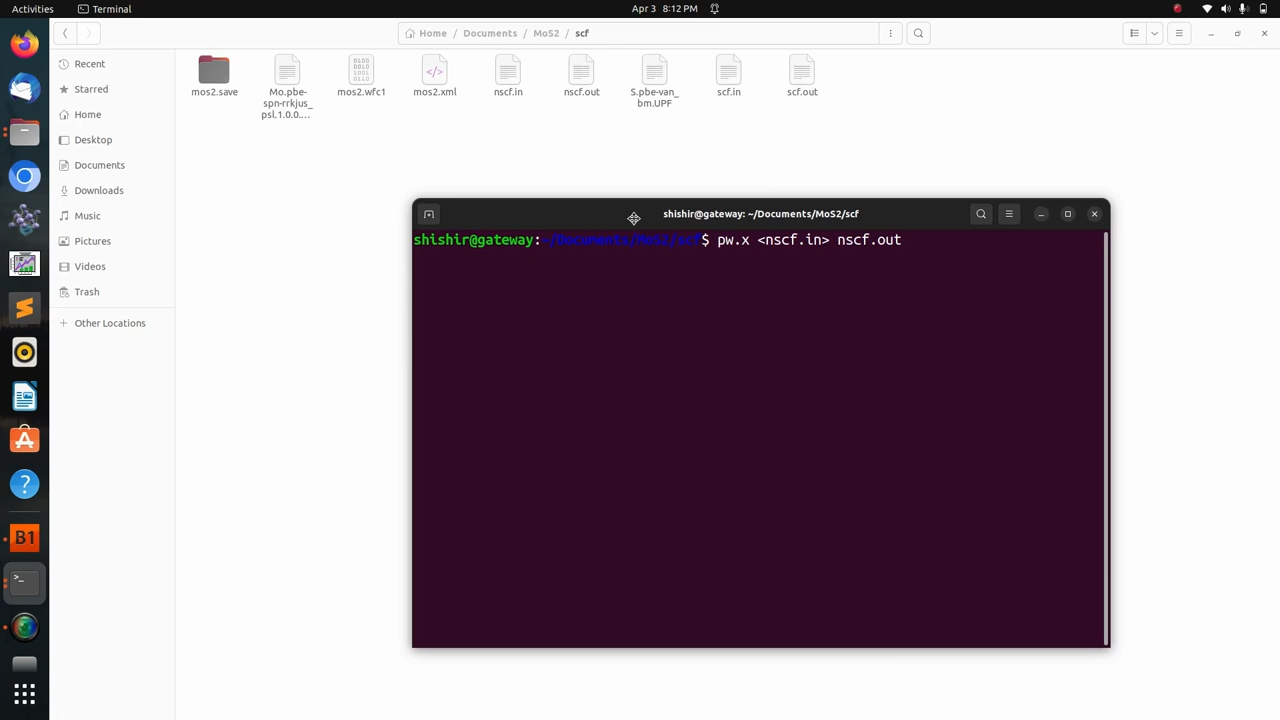 Activities
Terminal
Apr 3 8:12 PM
Home / Documents / MoS2 / scf
Recent
Starred
Home
Desktop
Documents
Downloads
Music
Pictures
Videos
Trash
Other Locations
mos2.save
Mo.pbe-
spn-rrkjus_
psl.1.0.0....
mos2.wfc1
mos2.xml
nscf.in
nscf.out
S.pbe-van_
bm.UPF
scf.in
scf.out
shishir@gateway: ~/Documents/MoS2/scf
shishir@gateway:~/Documents/MoS2/scf$ pw.x <nscf.in> nscf.out
B1